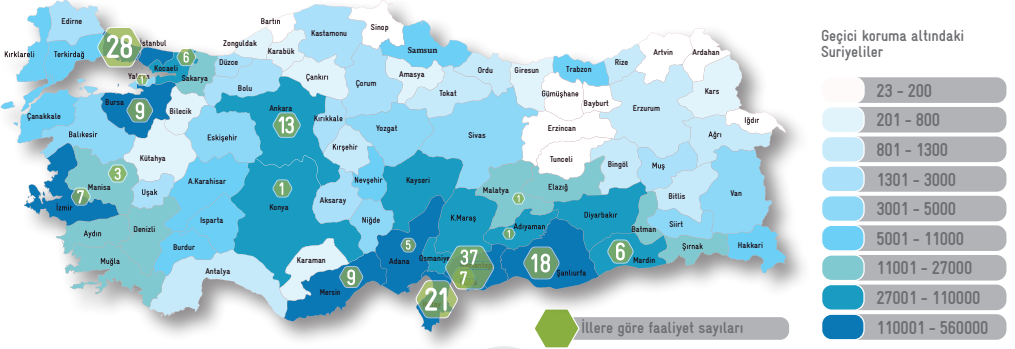 Edirne
Kırklareli
Terkirdağ
28
İstanbul
Kocaeli
6
Sakarya
1
Bursa
9
Bilecik
Çanakkale
Balıkesir
Kütahya
Manisa
3
7
İzmir
Uşak
Aydın
Denizli
Muğla
Bartın
Zonguldak
Karabük
Düzce
Bolu
Kastamonu
Sinop
Çankırı
Samsun
Amasya
Çorum
Tokat
Ordu
Giresun
Trabzon
Rize
Artvin
Ardahan
Kars
Iğdır
Gümüşhane
Bayburt
Erzurum
Erzincan
Ağrı
Tunceli
Bingöl
Muş
Bitlis
Van
Siirt
Hakkari
Şırnak
Eskişehir
Ankara
13
Kırıkkale
Kırşehir
Yozgat
Sivas
A.Karahisar
Isparta
Burdur
Antalya
1
Konya
Aksaray
Nevşehir
Niğde
Kayseri
Karaman
Mersin
9
5
Adana
Osmaniye
K.Maraş
Malatya
1
Elazığ
Adıyaman
1
Diyarbakır
Batman
6
Mardin
18
Şanlıurfa
37
7
21
Geçici koruma altındaki
Suriyeliler
23 - 200
201 - 800
801 - 1300
1301 - 3000
3001 - 5000
5001 - 11000
11001 - 27000
27001 - 110000
110001 - 560000
İllere göre faaliyet sayıları